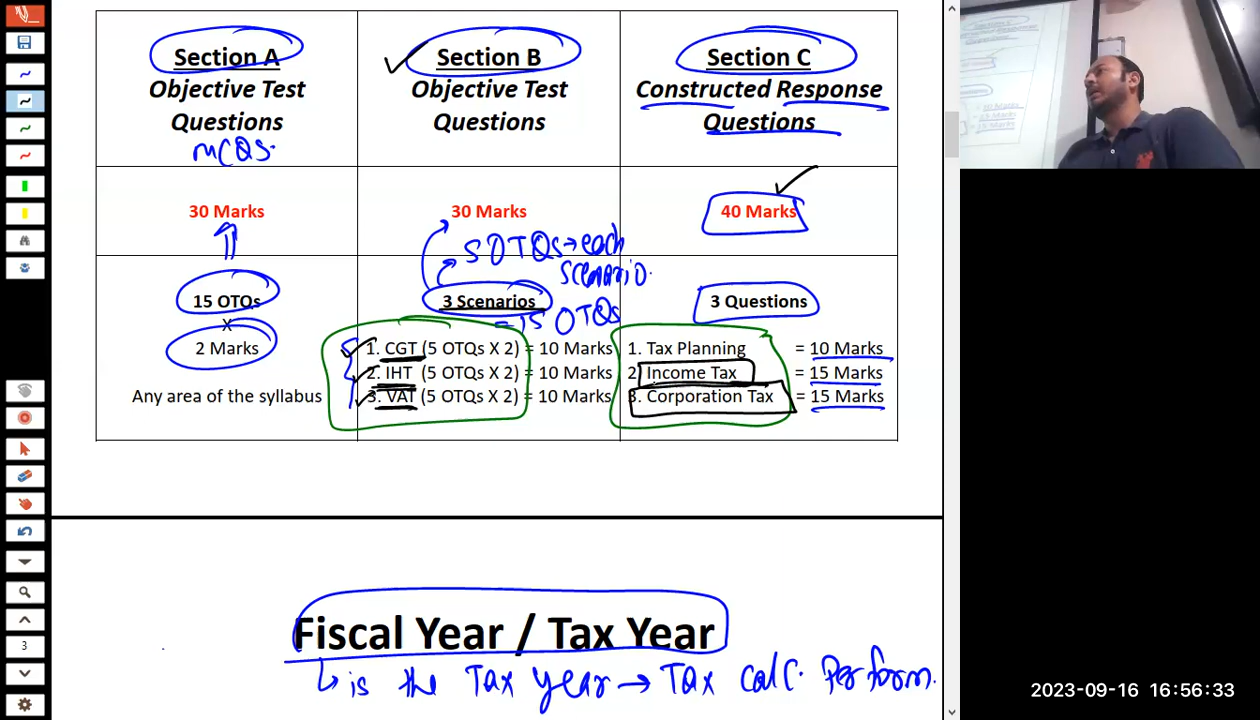 Section A
Objective Test
Questions
MCQS.
Section B
Objective Test
Questions
Section C
Constructed Response
Questions
30 Marks
30 Marks
40 Marks
5 OTQs → each
scenario.
15 OTQs
X
2 Marks
Any area of the syllabus
3 Scenarios
= 15 OTQs
1. CGT (5 OTQs X 2) = 10 Marks
2. IHT (5 OTQs X 2) = 10 Marks
3. VAT (5 OTQs X 2) = 10 Marks
3 Questions
1. Tax Planning = 10 Marks
2. Income Tax = 15 Marks
3. Corporation Tax = 15 Marks
Fiscal Year / Tax Year
↳ is the Tax year → Tax calc. Perform.
3
2023-09-16 16:56:33